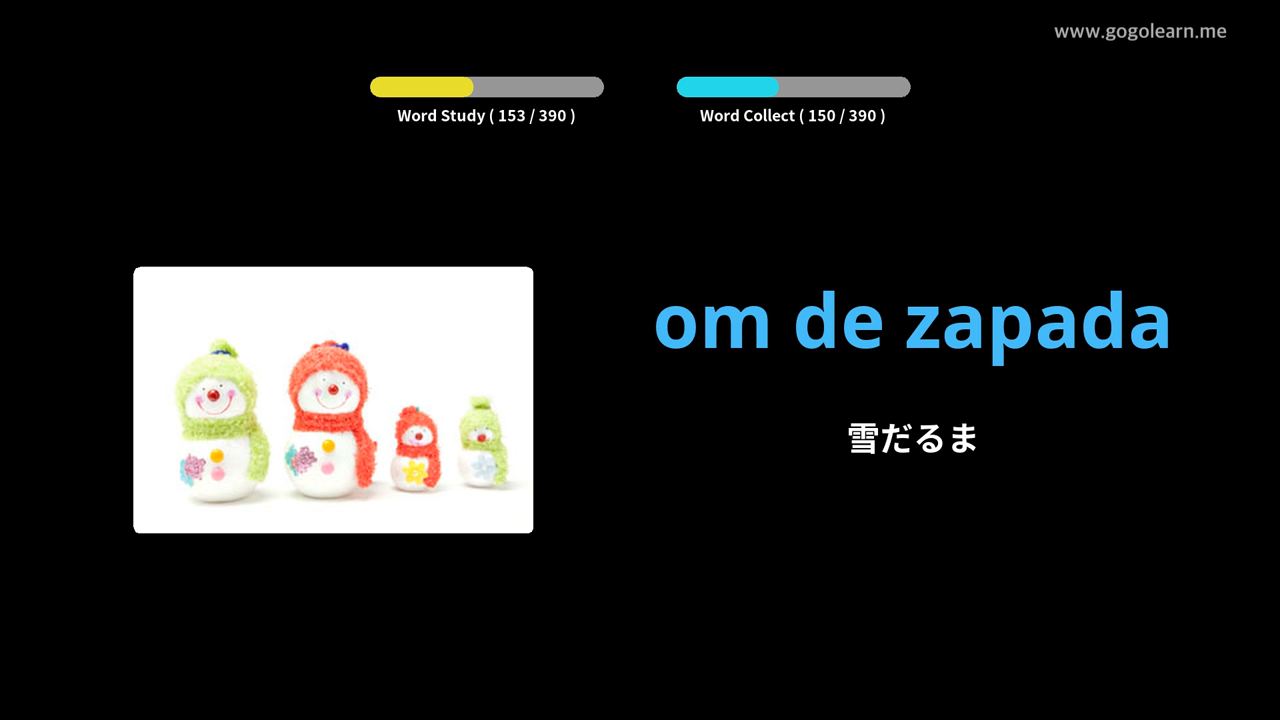 www.gogolearn.me
Word Study ( 153 / 390 )
Word Collect ( 150 / 390 )
om de zapada
雪だるま